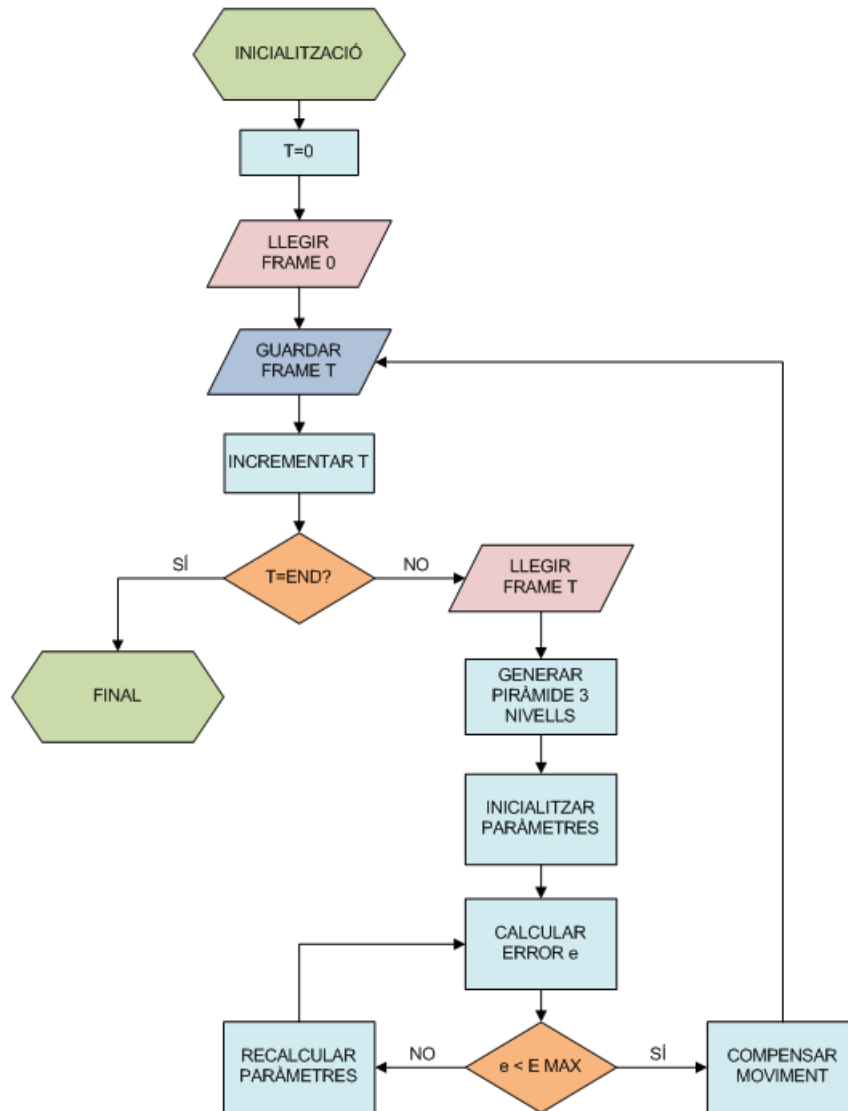 INICIALITZACIÓ
T=0
LLEGIR
FRAME 0
GUARDAR
FRAME T
INCREMENTAR T
T=END?
SÍ
NO
LLEGIR
FRAME T
FINAL
GENERAR
PIRÀMIDE 3
NIVELLS
INICIALITZAR
PARÀMETRES
CALCULAR
ERROR e
e < E MAX
NO
SÍ
RECALCULAR
PARÀMETRES
COMPENSAR
MOVIMENT